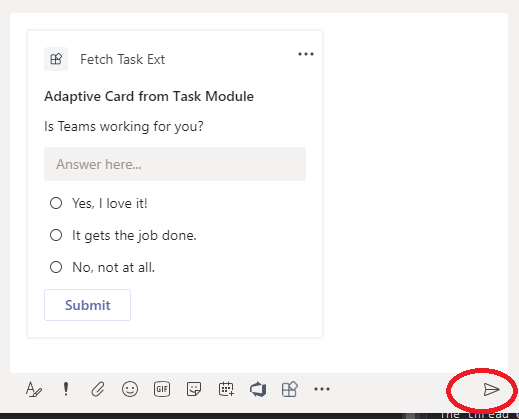 Fetch Task Ext
Adaptive Card from Task Module
Is Teams working for you?
Answer here...
Yes, I love it!
It gets the job done.
No, not at all.
Submit
GIF
The thread